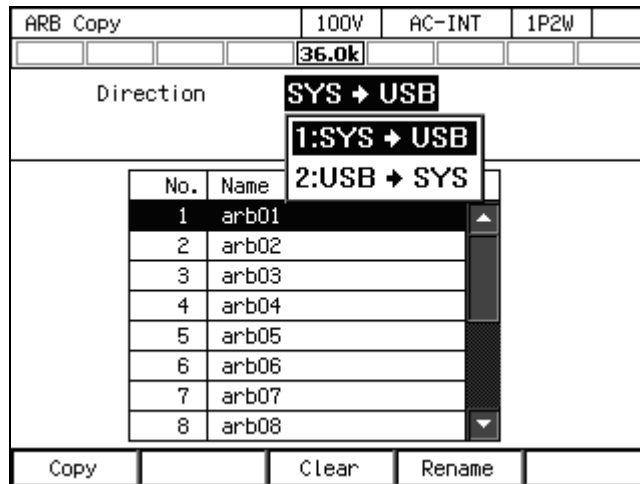 ARB Copy 100V AC-INT 1P2W
36.0k
Direction SYS → USB
1:SYS → USB
2:USB → SYS
No. Name
1 arb01
2 arb02
3 arb03
4 arb04
5 arb05
6 arb06
7 arb07
8 arb08
Copy Clear Rename